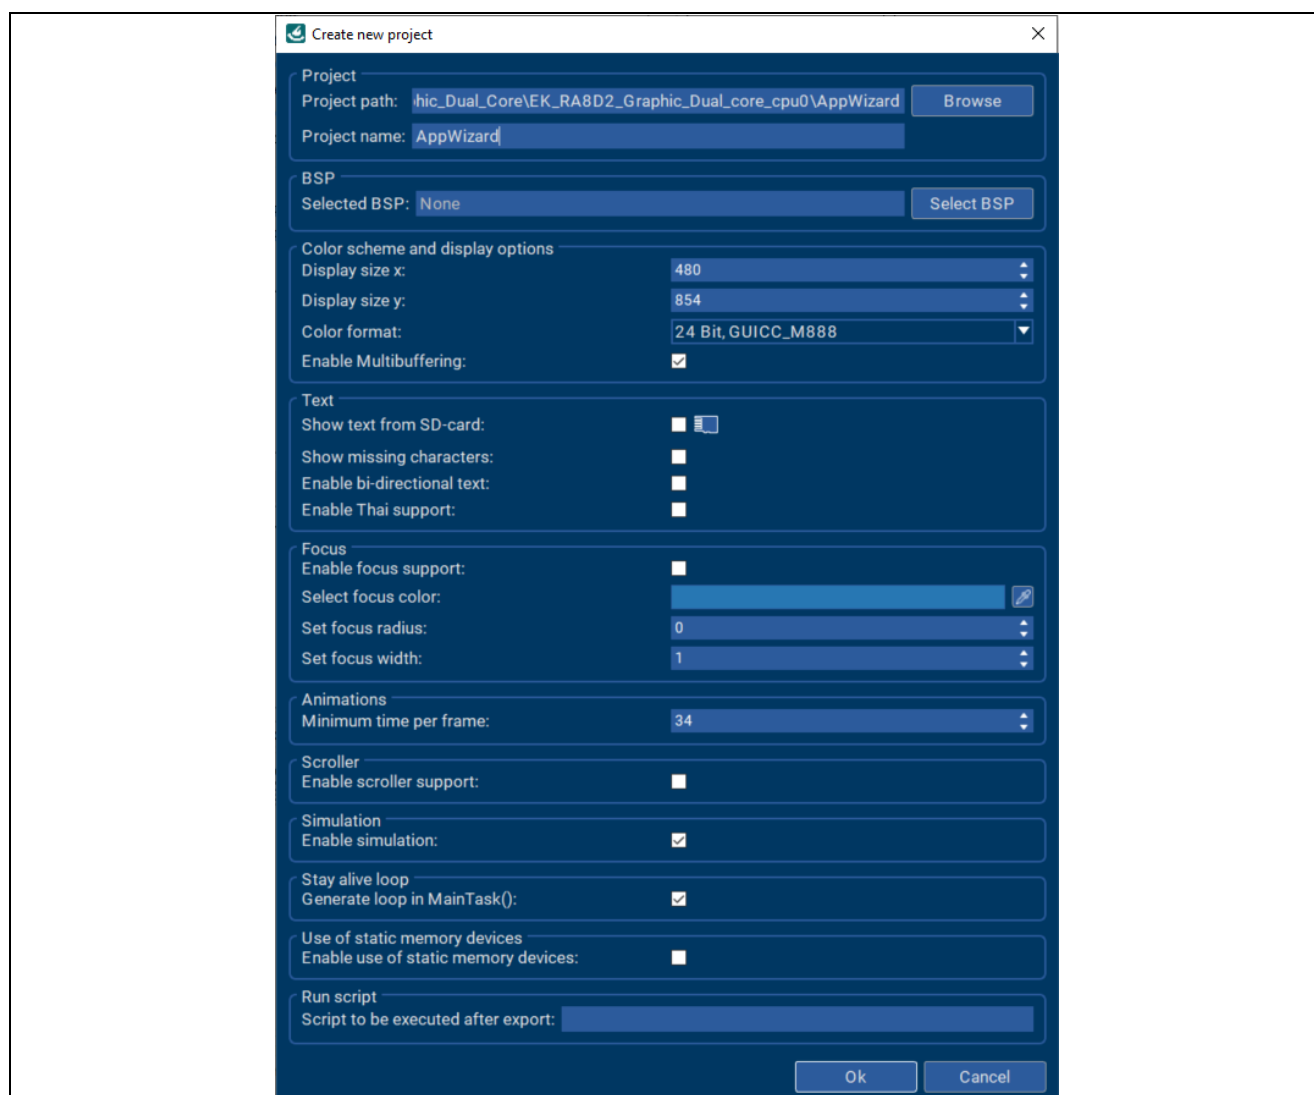 Create new project
Project
Project path: hic_Dual_Core\EK_RA8D2_Graphic_Dual_core_cpu0\AppWizard Browse
Project name: AppWizard
BSP
Selected BSP: None Select BSP
Color scheme and display options
Display size x: 480
Display size y: 854
Color format: 24 Bit, GUICC_M888
Enable Multibuffering:
Text
Show text from SD-card:
Show missing characters:
Enable bi-directional text:
Enable Thai support:
Focus
Enable focus support:
Select focus color:
Set focus radius: 0
Set focus width: 1
Animations
Minimum time per frame: 34
Scroller
Enable scroller support:
Simulation
Enable simulation:
Stay alive loop
Generate loop in MainTask():
Use of static memory devices
Enable use of static memory devices:
Run script
Script to be executed after export:
Ok Cancel